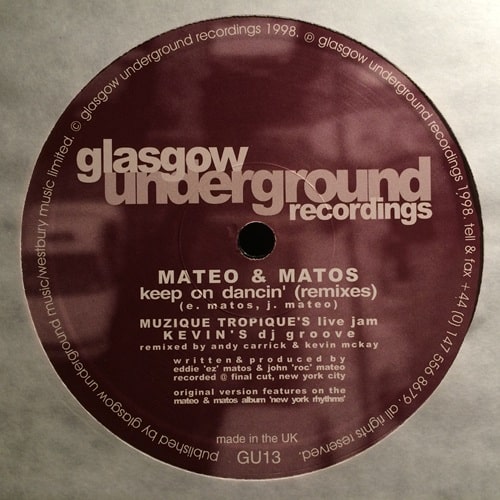 glasgow
underground
recordings
MATEO & MATOS
keep on dancin' (remixes)
(e. matos, j. mateo)
MUZIQUE TROPIQUE'S live jam
KEVIN'S dj groove
remixed by andy carrick & kevin mckay
written & produced by
eddie 'ez' matos & john 'roc' mateo
recorded @ final cut, new york city
original version features on the
mateo & matos album 'new york rhythms'
made in the UK
GU13
published by glasgow underground music/westbury music limited. © glasgow underground recordings 1998. ℗ glasgow underground recordings 1998. tell & fax +44 (0) 147 556 8679. all rights reserved.